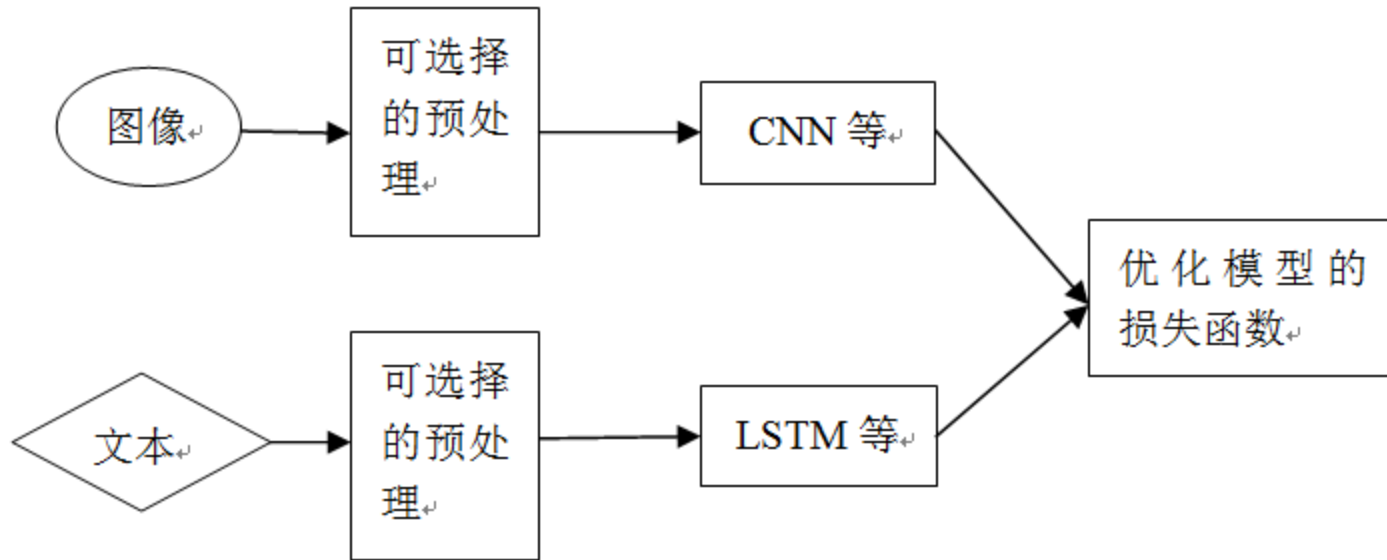 图像
可选择
的预处
理
CNN 等
优化模型的
损失函数
文本
可选择
的预处
理
LSTM 等